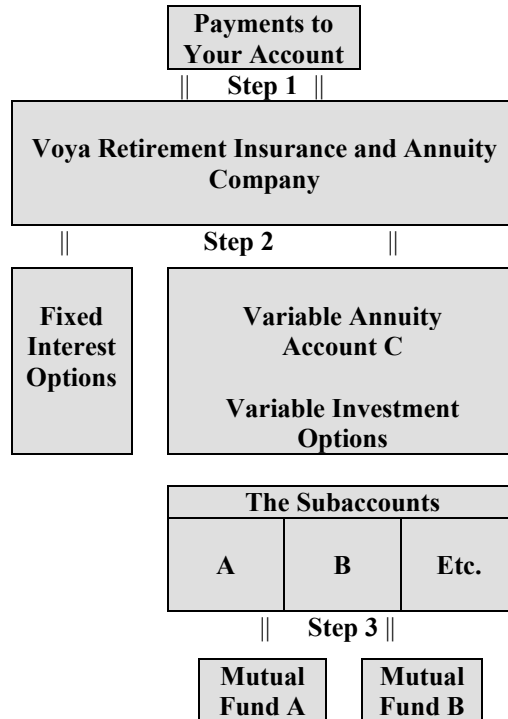 Payments to
Your Account
|| Step 1 ||
Voya Retirement Insurance and Annuity
Company
|| Step 2 ||
Fixed
Interest
Options
Variable Annuity
Account C
Variable Investment
Options
The Subaccounts
A B Etc.
|| Step 3 ||
Mutual
Fund A
Mutual
Fund B